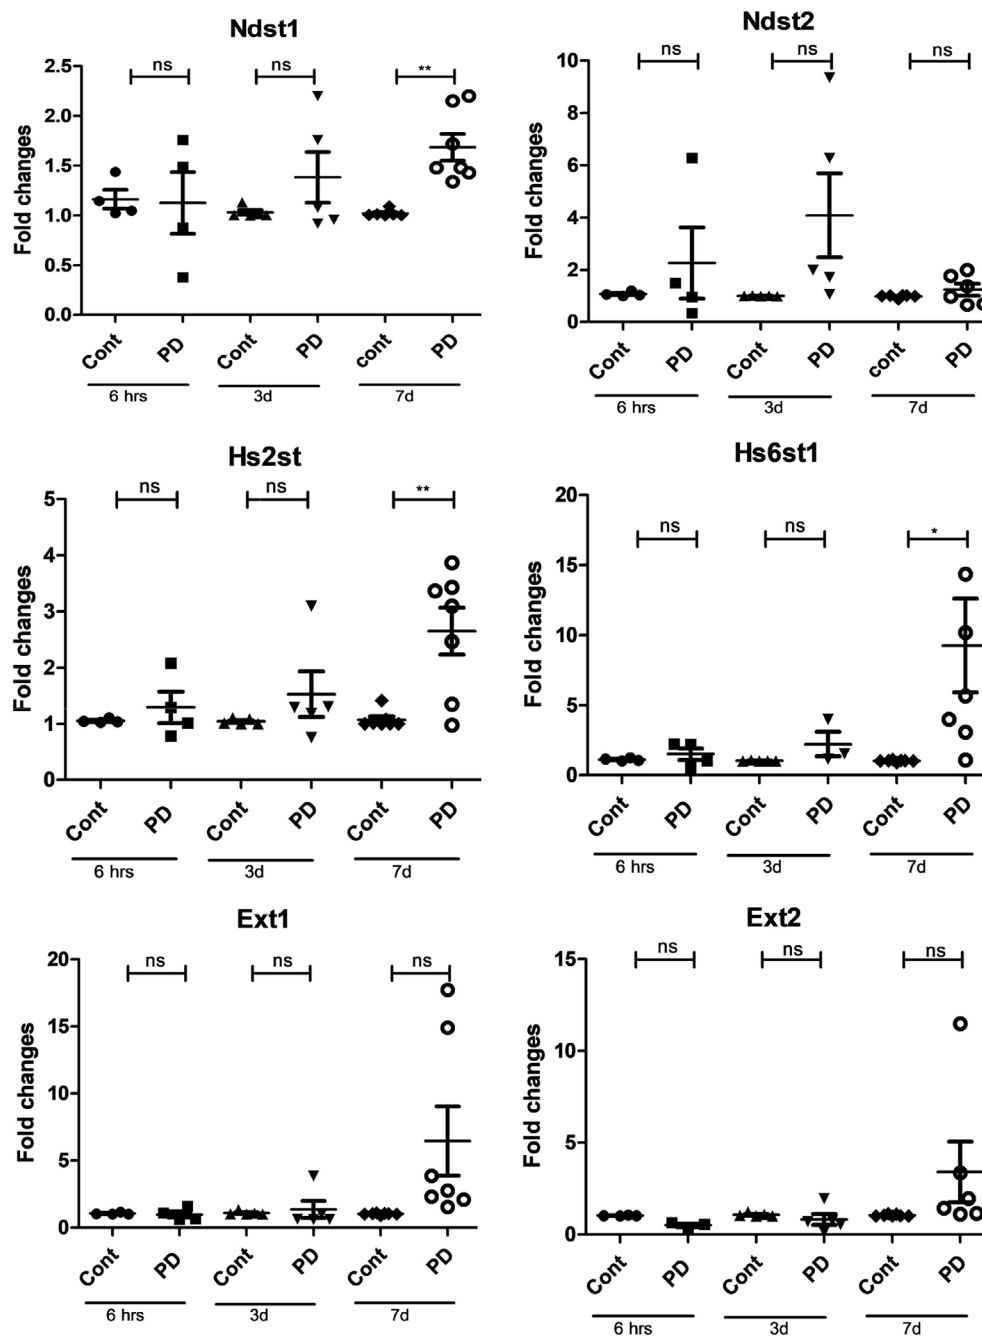 Ndst1
ns
ns
**
Fold changes
2.5
2.0
1.5
1.0
0.5
0.0
Cont
PD
Cont
PD
cont
PD
6 hrs
3d
7d
Ndst2
ns
ns
ns
Fold changes
10
8
6
4
2
0
Cont
PD
Cont
PD
cont
PD
6 hrs
3d
7d
Hs2st
ns
ns
**
Fold changes
5
4
3
2
1
0
Cont
PD
Cont
PD
Cont
PD
6 hrs
3d
7d
Hs6st1
ns
ns
*
Fold changes
20
15
10
5
0
Cont
PD
Cont
PD
Cont
PD
6 hrs
3d
7d
Ext1
ns
ns
ns
Fold changes
20
15
10
5
0
Cont
PD
Cont
PD
Cont
PD
6 hrs
3d
7d
Ext2
ns
ns
ns
Fold changes
15
10
5
0
Cont
PD
Cont
PD
Cont
PD
6 hrs
3d
7d